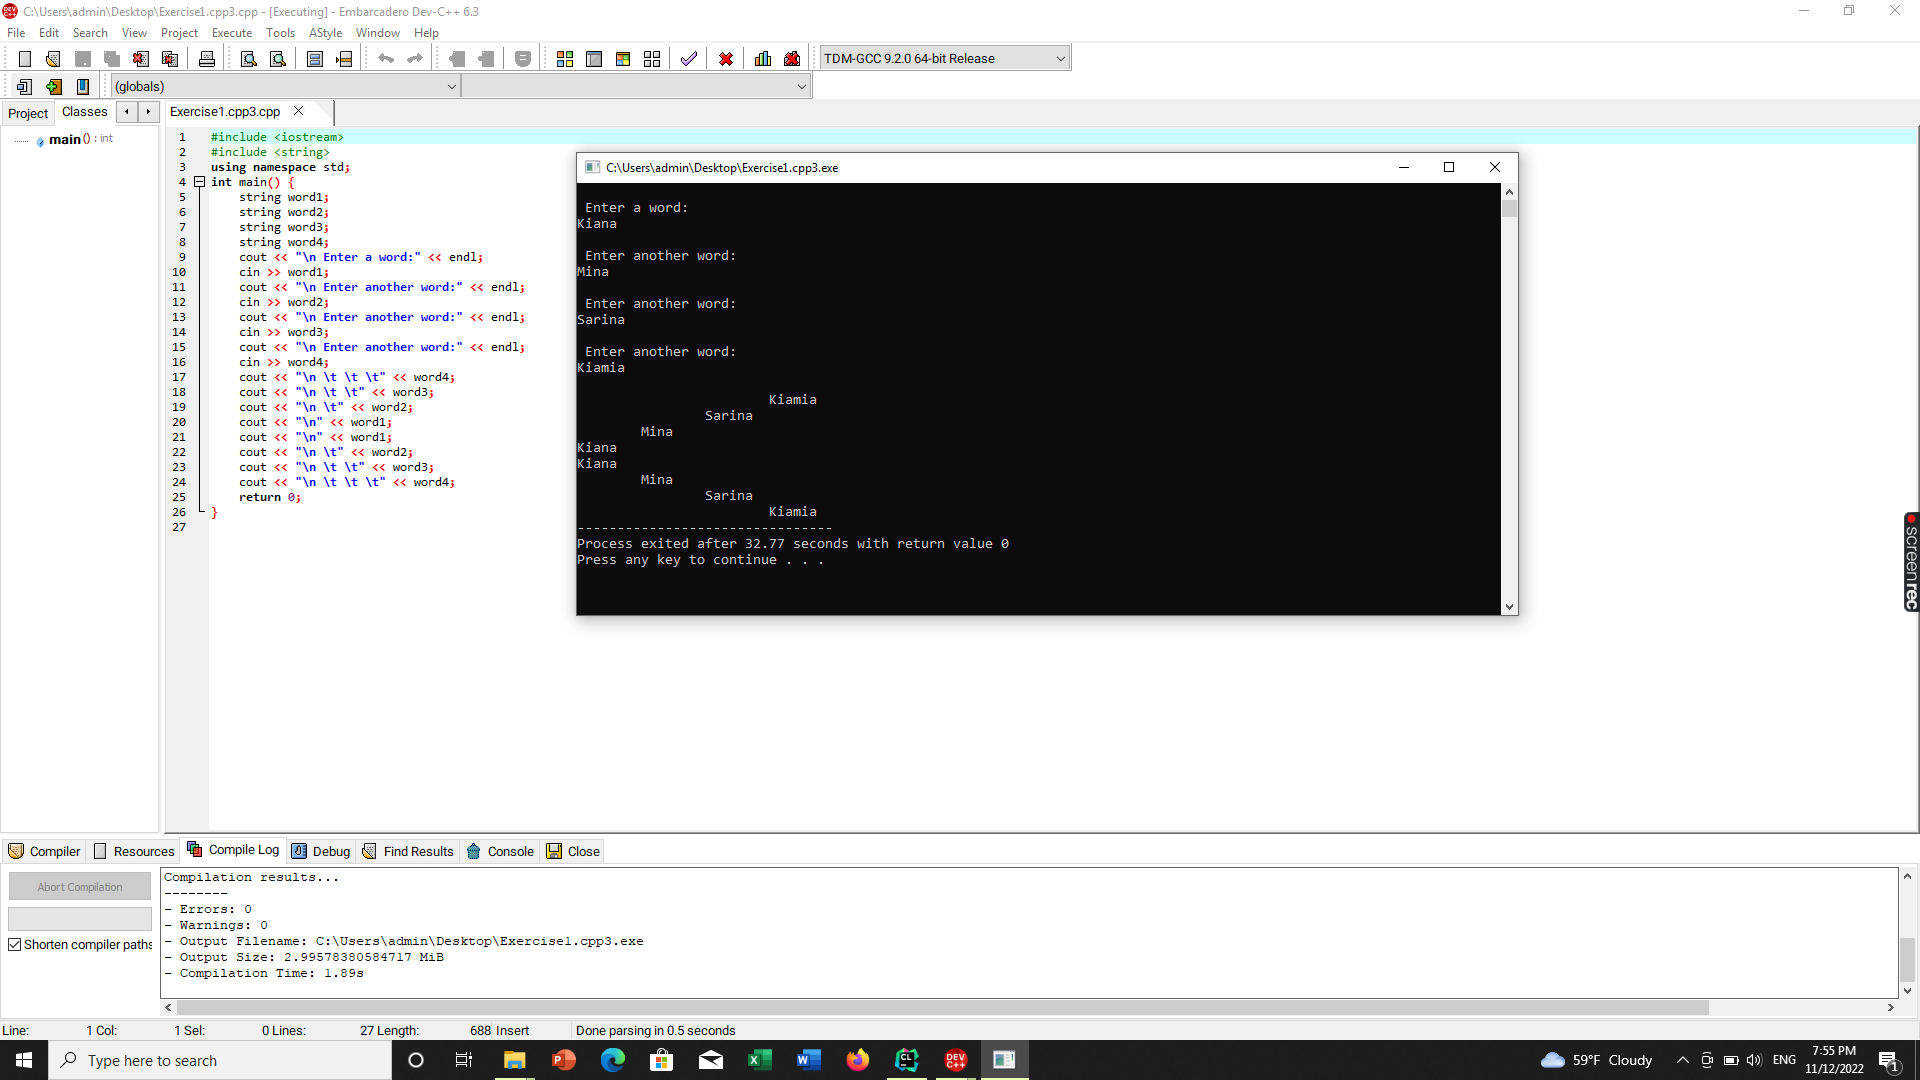 C:\Users\admin\Desktop\Exercise1.cpp3.cpp - [Executing] - Embarcadero Dev-C++ 6.3
File Edit Search View Project Execute Tools AStyle Window Help
TDM-GCC 9.2.0 64-bit Release
(globals)
Project Classes
main () : int
Exercise1.cpp3.cpp
1 #include <iostream>
2 #include <string>
3 using namespace std;
4 int main() {
5 string word1;
6 string word2;
7 string word3;
8 string word4;
9 cout << "\n Enter a word:" << endl;
10 cin >> word1;
11 cout << "\n Enter another word:" << endl;
12 cin >> word2;
13 cout << "\n Enter another word:" << endl;
14 cin >> word3;
15 cout << "\n Enter another word:" << endl;
16 cin >> word4;
17 cout << "\n \t \t \t" << word4;
18 cout << "\n \t \t" << word3;
19 cout << "\n \t" << word2;
20 cout << "\n" << word1;
21 cout << "\n" << word1;
22 cout << "\n \t" << word2;
23 cout << "\n \t \t" << word3;
24 cout << "\n \t \t \t" << word4;
25 return 0;
26 }
27
C:\Users\admin\Desktop\Exercise1.cpp3.exe
Enter a word:
Kiana
Enter another word:
Mina
Enter another word:
Sarina
Enter another word:
Kiamia
Kiamia
Sarina
Mina
Kiana
Kiana
Mina
Sarina
Kiamia
--------------------------------
Process exited after 32.77 seconds with return value 0
Press any key to continue . . .
screenrec
Compiler Resources Compile Log Debug Find Results Console Close
Abort Compilation
Shorten compiler paths
Compilation results...
--------
- Errors: 0
- Warnings: 0
- Output Filename: C:\Users\admin\Desktop\Exercise1.cpp3.exe
- Output Size: 2.99578380584717 MiB
- Compilation Time: 1.89s
Line: 1 Col: 1 Sel: 0 Lines: 27 Length: 688 Insert Done parsing in 0.5 seconds
Type here to search
59°F Cloudy
ENG
7:55 PM
11/12/2022
1